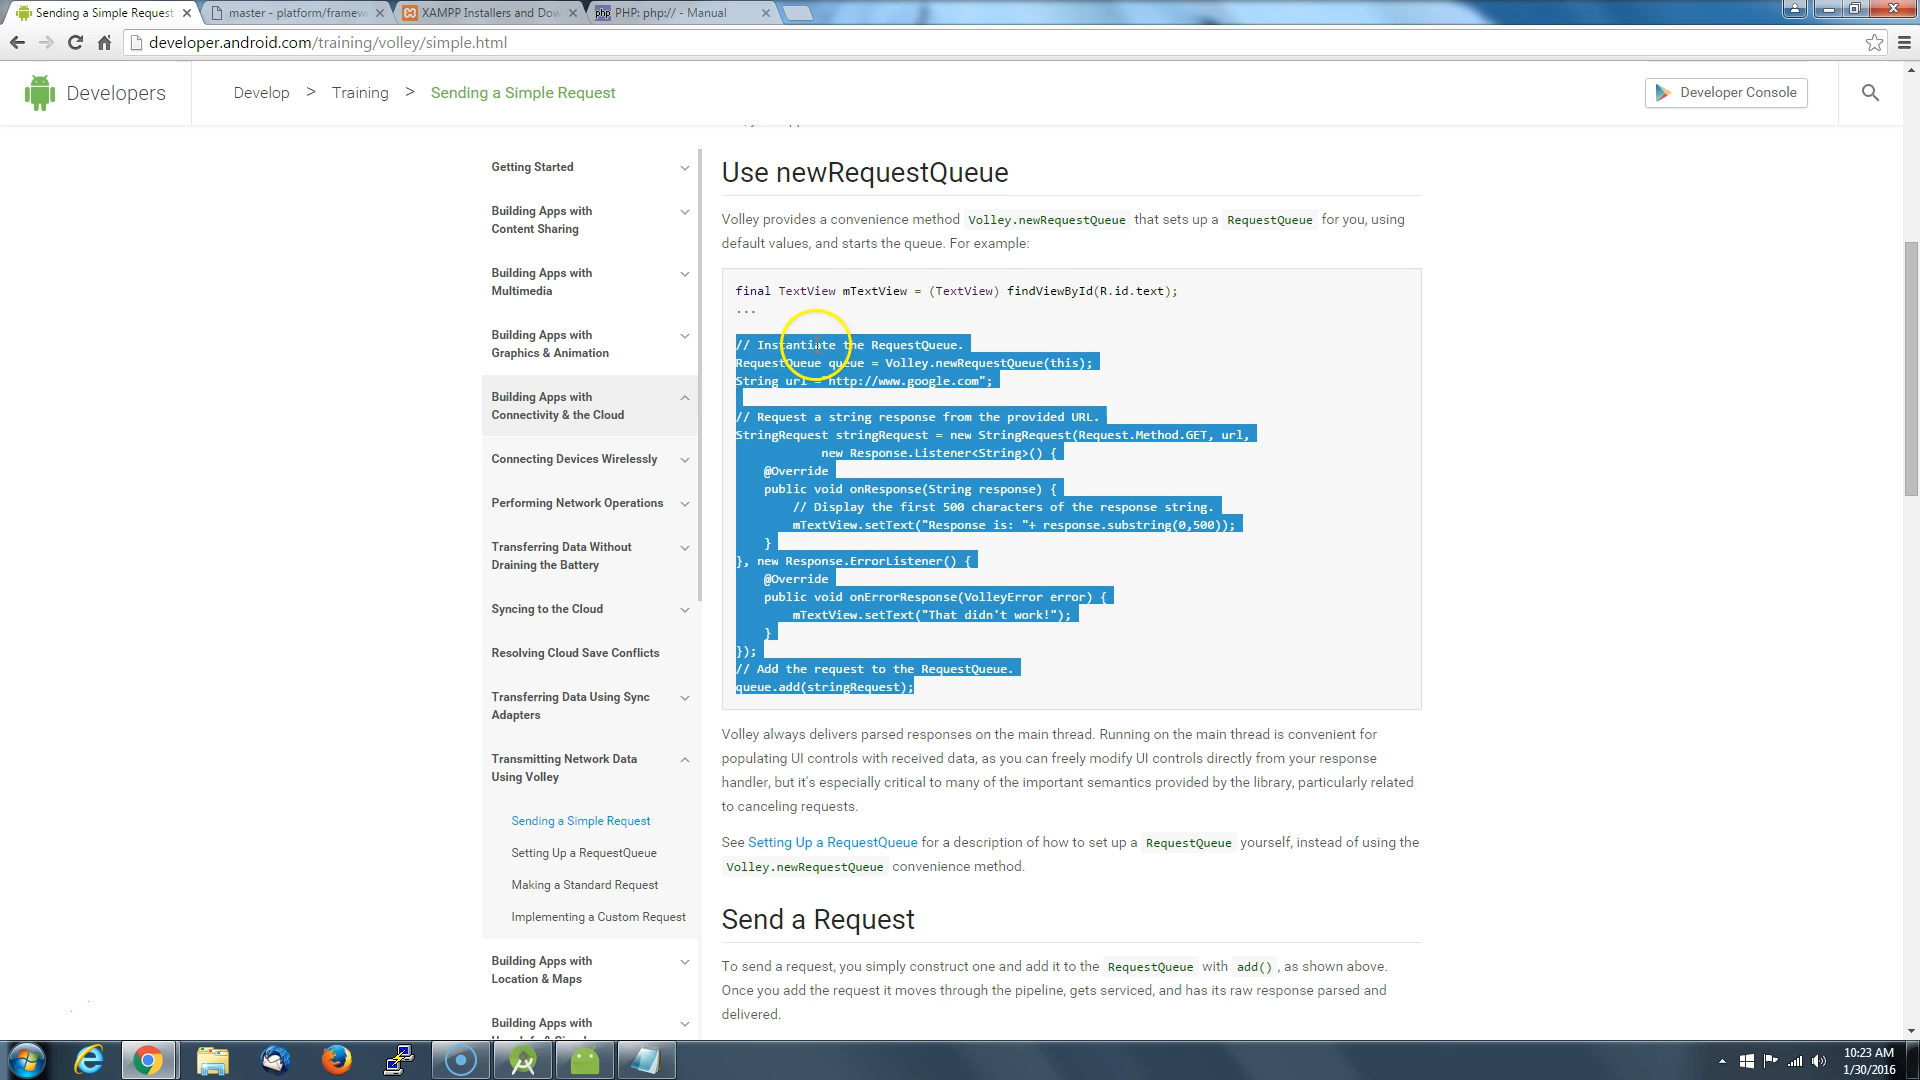 Sending a Simple Request
master - platform/framew
XAMPP Installers and Dow
php PHP: php:// - Manual
developer.android.com/training/volley/simple.html
Developers
Develop > Training > Sending a Simple Request
Developer Console
Getting Started
Building Apps with
Content Sharing
Building Apps with
Multimedia
Building Apps with
Graphics & Animation
Building Apps with
Connectivity & the Cloud
Connecting Devices Wirelessly
Performing Network Operations
Transferring Data Without
Draining the Battery
Syncing to the Cloud
Resolving Cloud Save Conflicts
Transferring Data Using Sync
Adapters
Transmitting Network Data
Using Volley
Sending a Simple Request
Setting Up a RequestQueue
Making a Standard Request
Implementing a Custom Request
Building Apps with
Location & Maps
Building Apps with
Use newRequestQueue
Volley provides a convenience method Volley.newRequestQueue that sets up a RequestQueue for you, using
default values, and starts the queue. For example:
final TextView mTextView = (TextView) findViewById(R.id.text);
...
// Instantiate the RequestQueue.
RequestQueue queue = Volley.newRequestQueue(this);
String url ="http://www.google.com";
// Request a string response from the provided URL.
StringRequest stringRequest = new StringRequest(Request.Method.GET, url,
new Response.Listener<String>() {
@Override
public void onResponse(String response) {
// Display the first 500 characters of the response string.
mTextView.setText("Response is: "+ response.substring(0,500));
}
}, new Response.ErrorListener() {
@Override
public void onErrorResponse(VolleyError error) {
mTextView.setText("That didn't work!");
}
});
// Add the request to the RequestQueue.
queue.add(stringRequest);
Volley always delivers parsed responses on the main thread. Running on the main thread is convenient for
populating UI controls with received data, as you can freely modify UI controls directly from your response
handler, but it's especially critical to many of the important semantics provided by the library, particularly related
to canceling requests.
See Setting Up a RequestQueue for a description of how to set up a RequestQueue yourself, instead of using the
Volley.newRequestQueue convenience method.
Send a Request
To send a request, you simply construct one and add it to the RequestQueue with add(), as shown above.
Once you add the request it moves through the pipeline, gets serviced, and has its raw response parsed and
delivered.
10:23 AM
1/30/2016